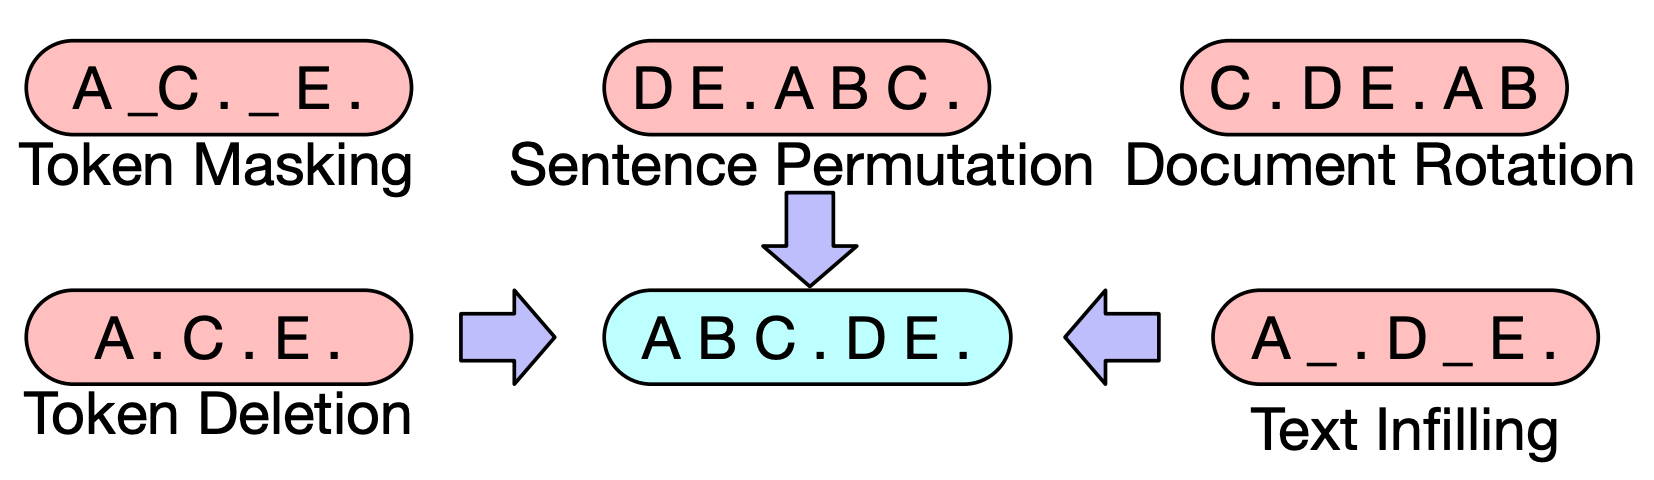 A _C . _ E .
D E . A B C .
C . D E . A B
Token Masking
Sentence Permutation
Document Rotation
A . C . E .
A B C . D E .
A _ . D _ E .
Token Deletion
Text Infilling